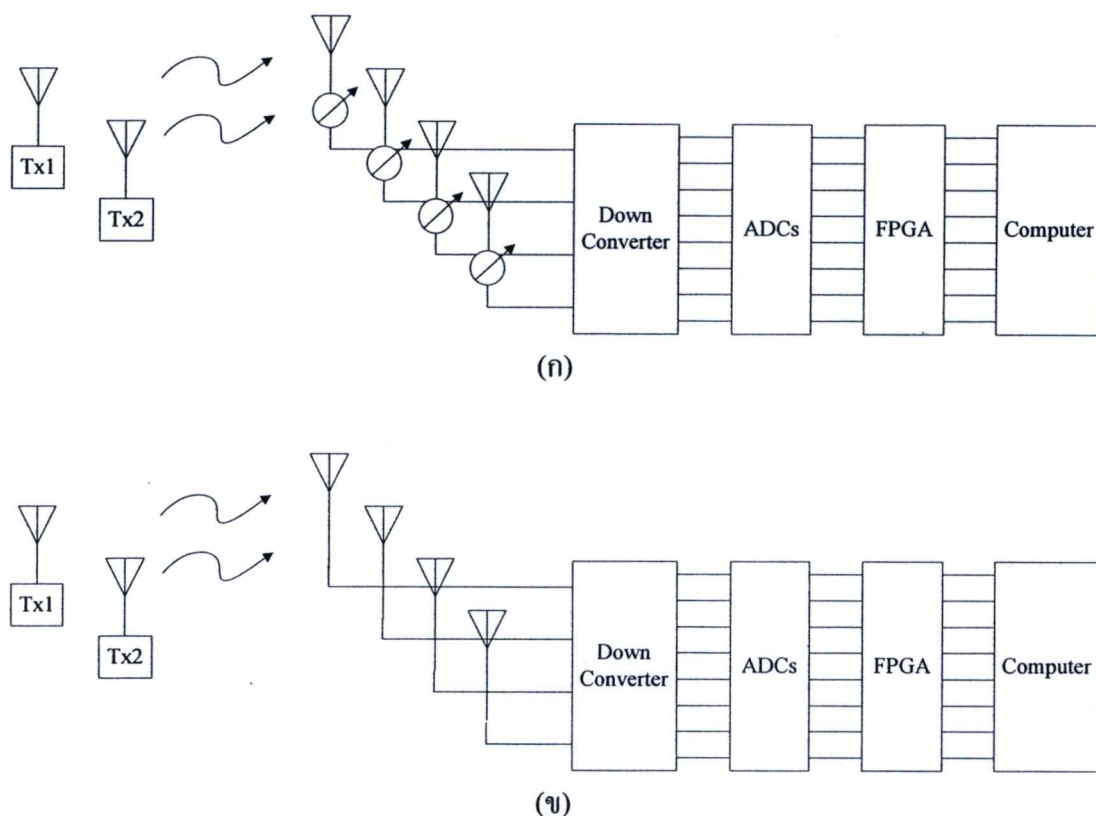 Tx1
Tx2
Down
Converter
ADCs
FPGA
Computer
(ก)
Tx1
Tx2
Down
Converter
ADCs
FPGA
Computer
(ข)